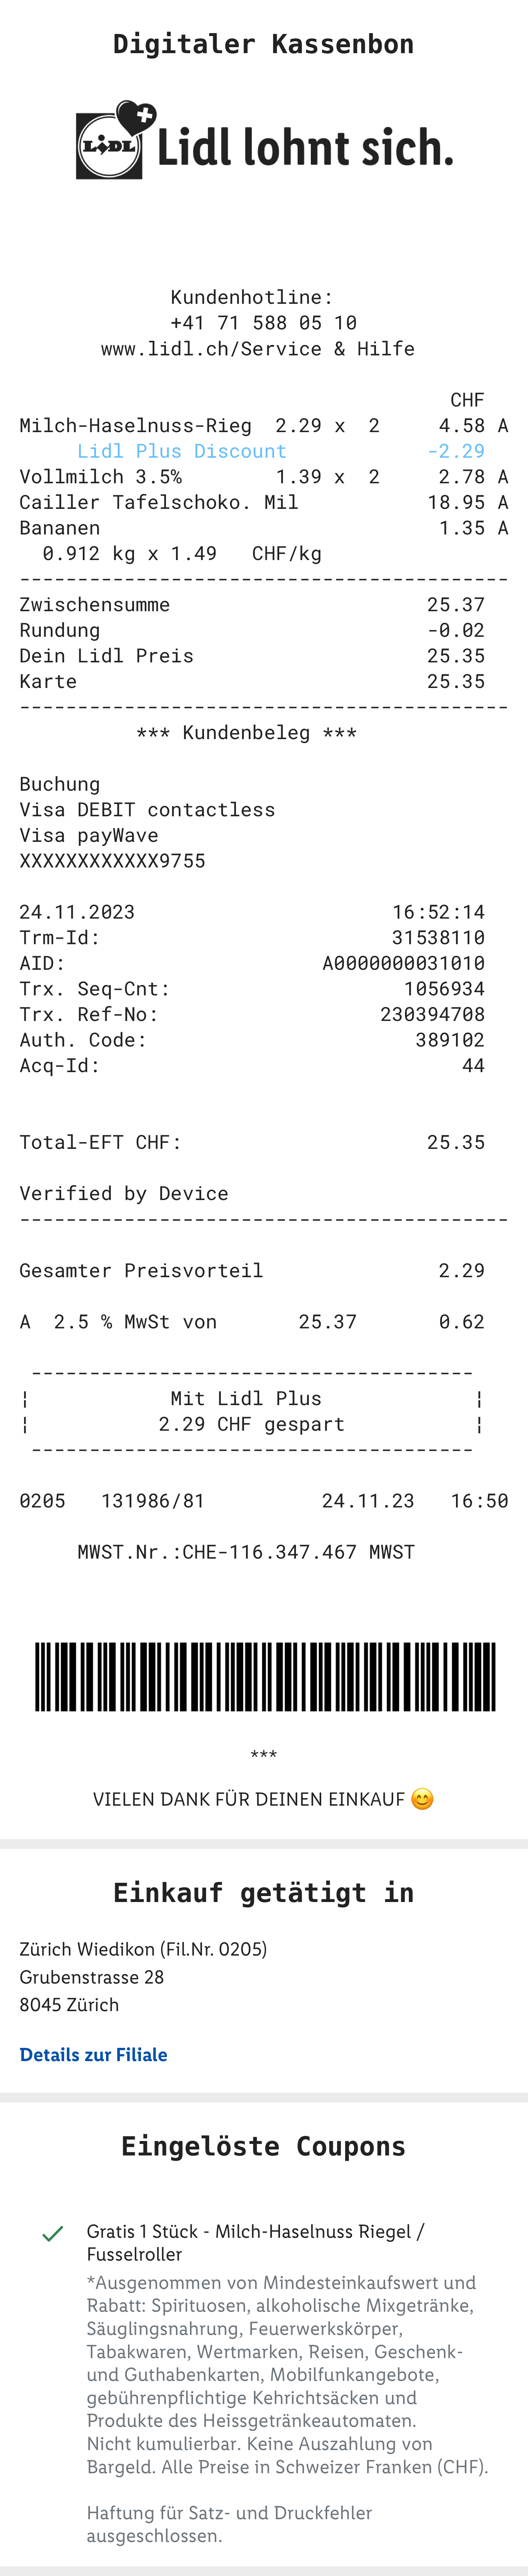 Digitaler Kassenbon
LIDL Lidl lohnt sich.
Kundenhotline:
+41 71 588 05 10
www.lidl.ch/Service & Hilfe
CHF
Milch-Haselnuss-Rieg 2.29 x 2 4.58 A
Lidl Plus Discount -2.29
Vollmilch 3.5% 1.39 x 2 2.78 A
Cailler Tafelschoko. Mil 18.95 A
Bananen 1.35 A
0.912 kg x 1.49 CHF/kg
------------------------------------------
Zwischensumme 25.37
Rundung -0.02
Dein Lidl Preis 25.35
Karte 25.35
------------------------------------------
*** Kundenbeleg ***
Buchung
Visa DEBIT contactless
Visa payWave
XXXXXXXXXXXX9755
24.11.2023 16:52:14
Trm-Id: 31538110
AID: A0000000031010
Trx. Seq-Cnt: 1056934
Trx. Ref-No: 230394708
Auth. Code: 389102
Acq-Id: 44
Total-EFT CHF: 25.35
Verified by Device
------------------------------------------
Gesamter Preisvorteil 2.29
A 2.5 % MwSt von 25.37 0.62
--------------------------------------
¦ Mit Lidl Plus ¦
¦ 2.29 CHF gespart ¦
--------------------------------------
0205 131986/81 24.11.23 16:50
MWST.Nr.:CHE-116.347.467 MWST
***
VIELEN DANK FÜR DEINEN EINKAUF 😊
Einkauf getätigt in
Zürich Wiedikon (Fil.Nr. 0205)
Grubenstrasse 28
8045 Zürich
Details zur Filiale
Eingelöste Coupons
Gratis 1 Stück - Milch-Haselnuss Riegel /
Fusselroller
*Ausgenommen von Mindesteinkaufswert und
Rabatt: Spirituosen, alkoholische Mixgetränke,
Säuglingsnahrung, Feuerwerkskörper,
Tabakwaren, Wertmarken, Reisen, Geschenk-
und Guthabenkarten, Mobilfunkangebote,
gebührenpflichtige Kehrichtsäcken und
Produkte des Heissgetränkeautomaten.
Nicht kumulierbar. Keine Auszahlung von
Bargeld. Alle Preise in Schweizer Franken (CHF).
Haftung für Satz- und Druckfehler
ausgeschlossen.